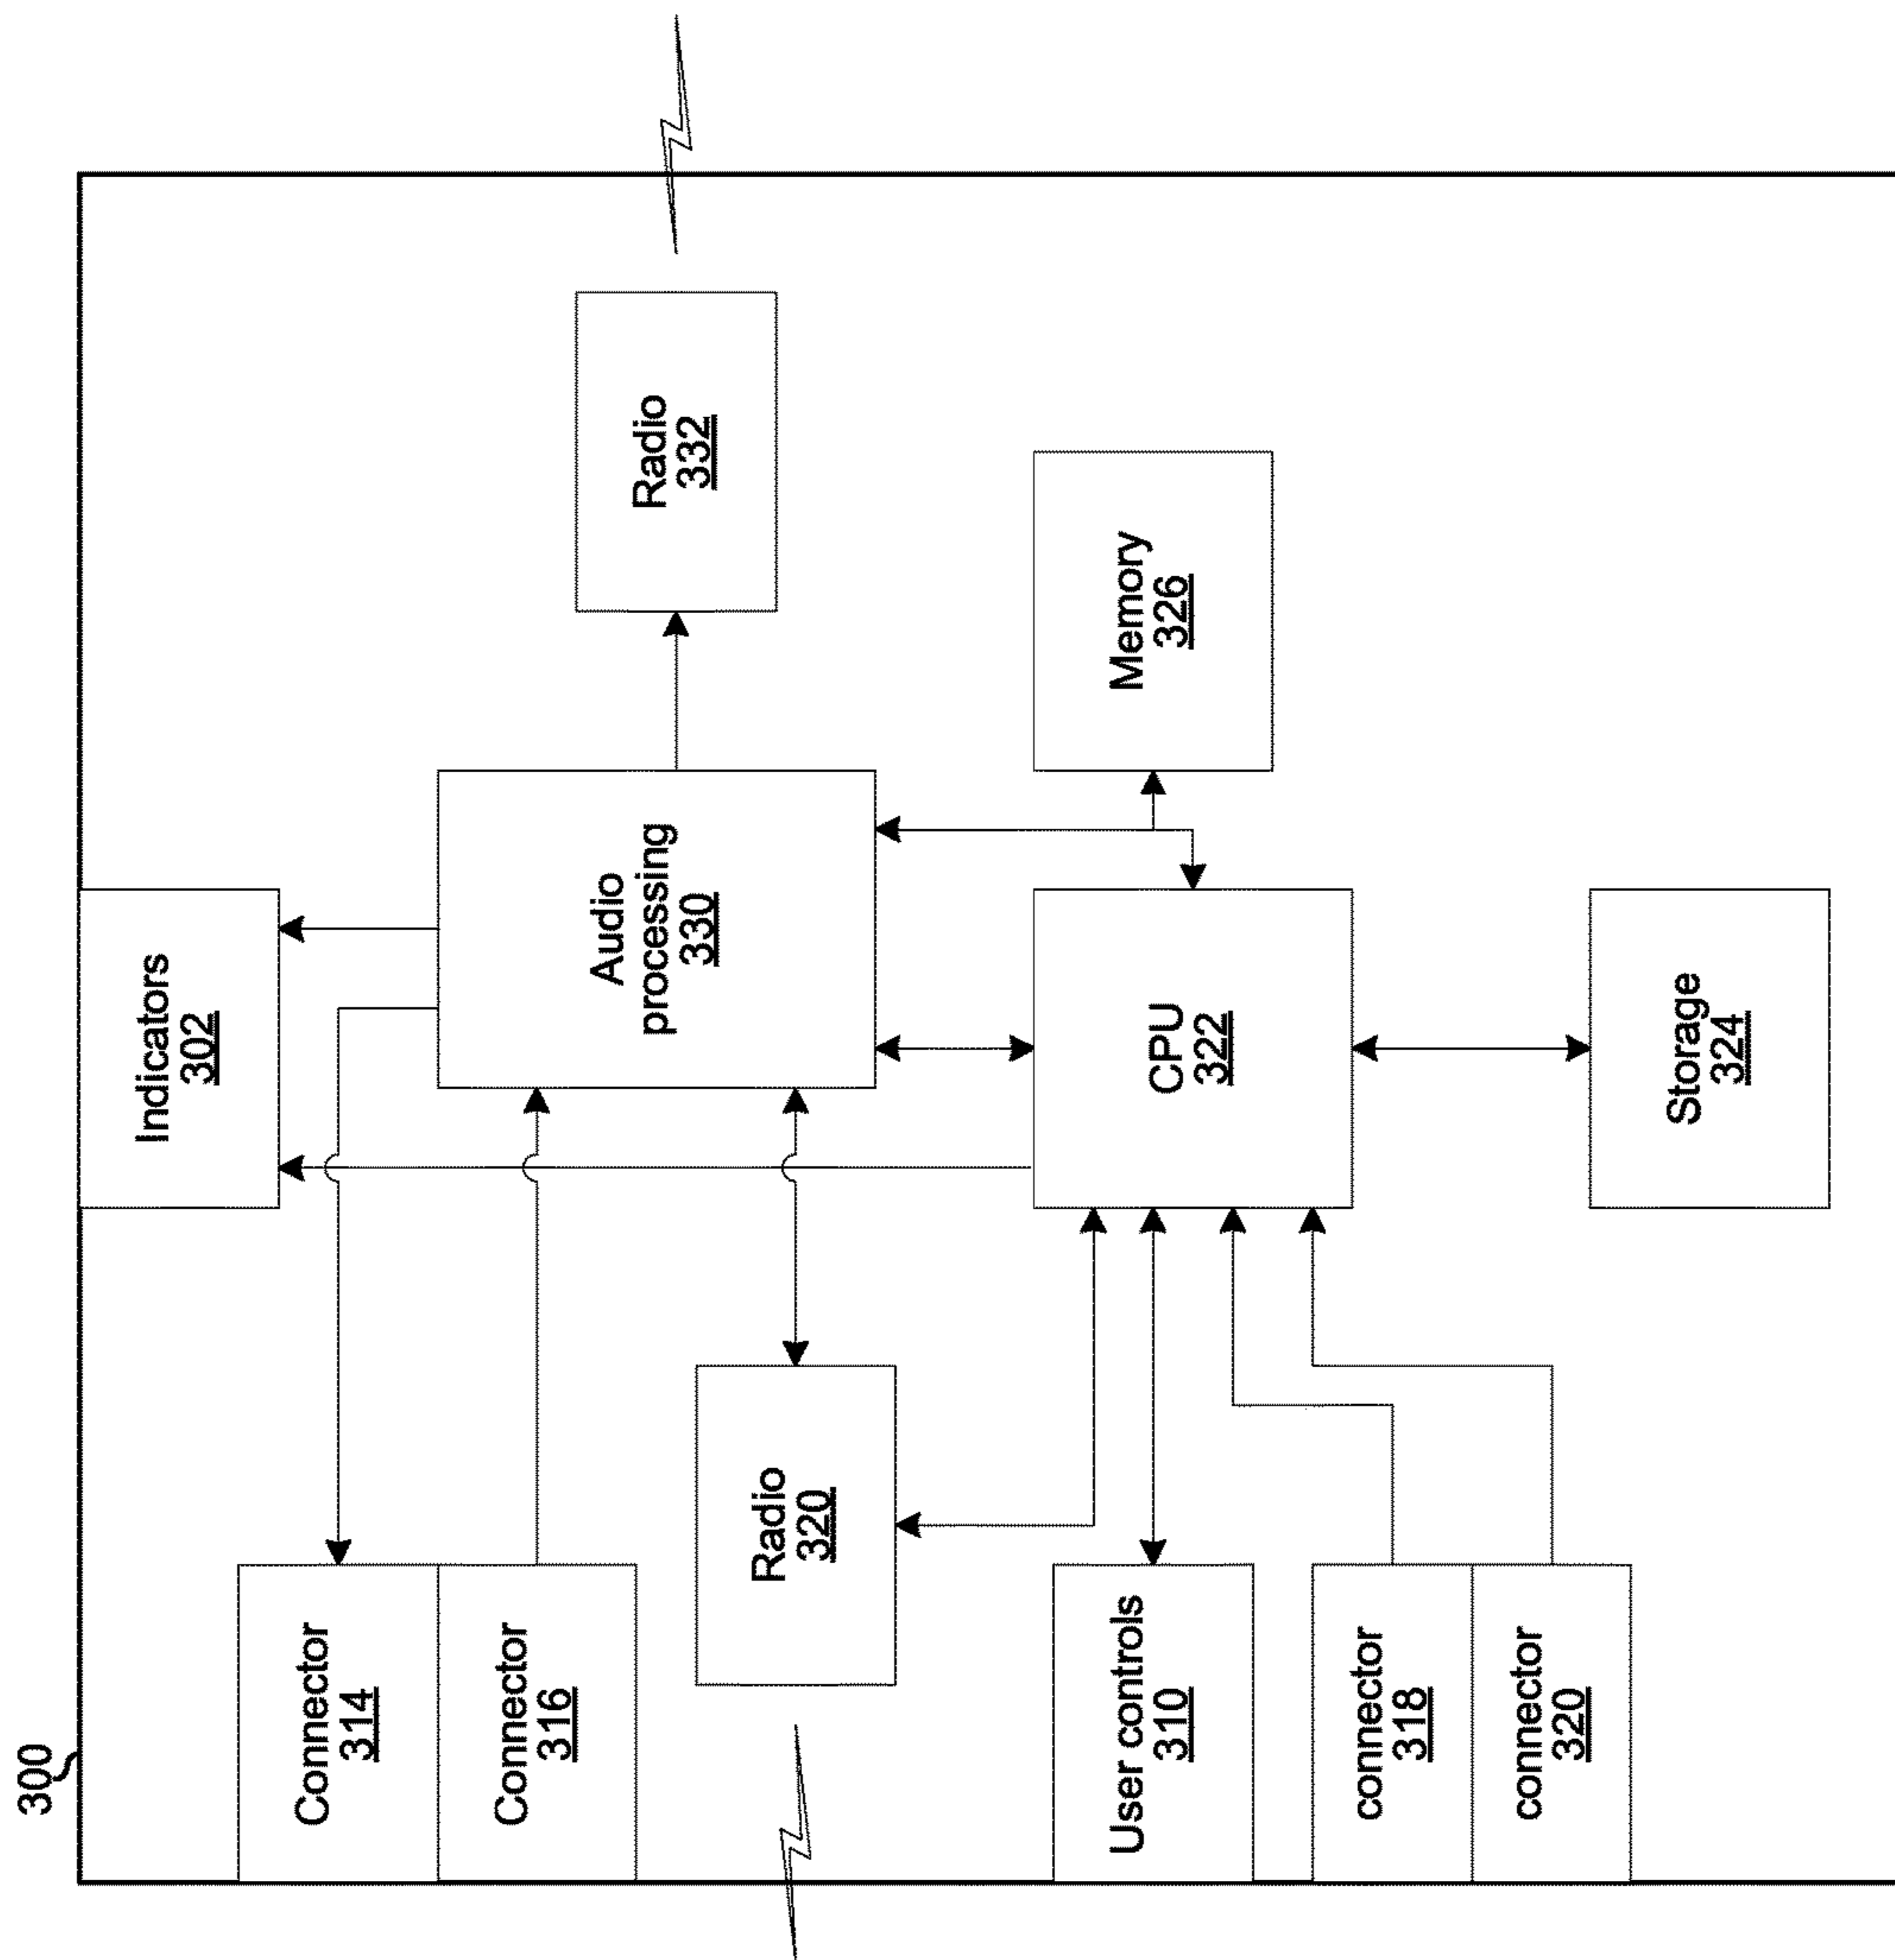 300
Indicators
302
Connector
314
Connector
316
Audio
processing
330
Radio
332
Radio
320
Memory
326
User controls
310
CPU
322
connector
318
connector
320
Storage
324